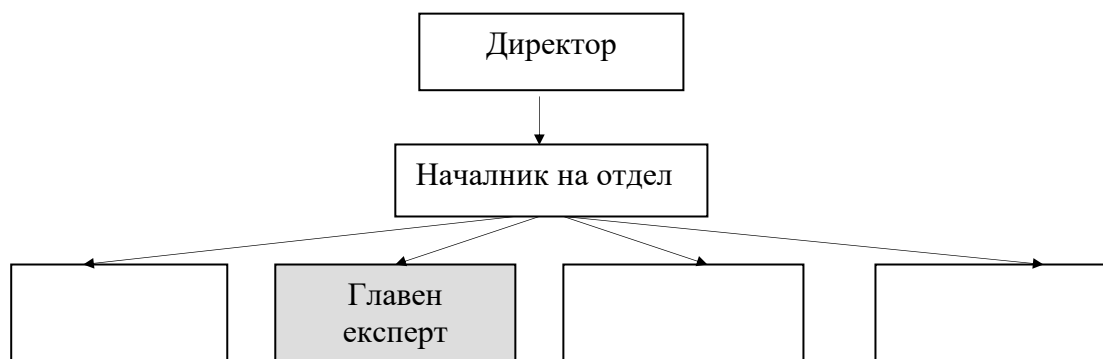 Директор
Началник на отдел
Главен
експерт